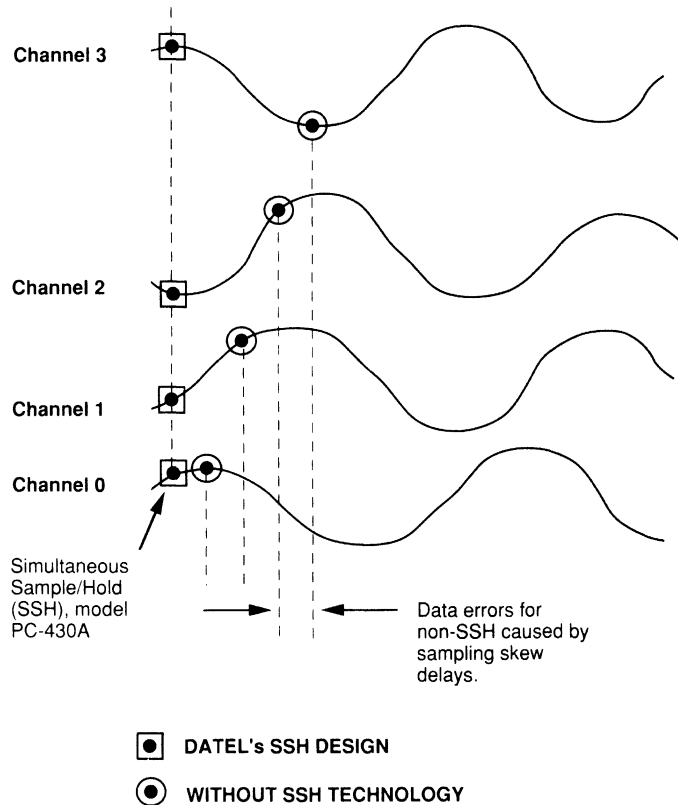 Channel 3
Channel 2
Channel 1
Channel 0
Simultaneous
Sample/Hold
(SSH), model
PC-430A
Data errors for
non-SSH caused by
sampling skew
delays.
DATEL's SSH DESIGN
WITHOUT SSH TECHNOLOGY